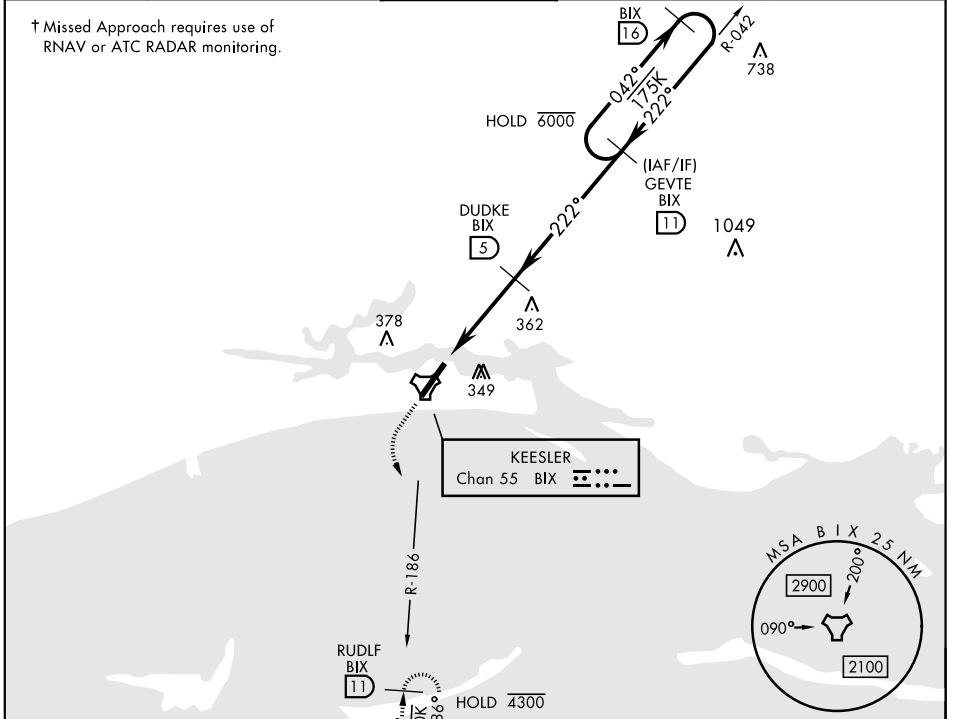 † Missed Approach requires use of
RNAV or ATC RADAR monitoring.
BIX
16
R-042
738
042°
175K
222°
HOLD 6000
(IAF/IF)
GEVTE
BIX
11
222°
DUDKE
BIX
5
1049
362
378
349
KEESLER
Chan 55 BIX
R-186
MSA BIX 25 NM
2900
200°
090°
2100
RUDLF
BIX
11
HOLD 4300